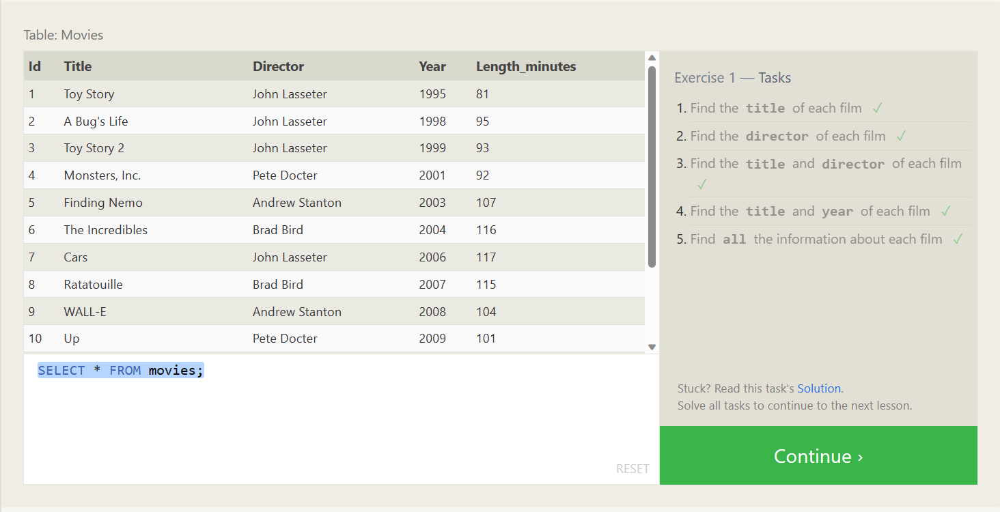 Table: Movies
Id Title Director Year Length_minutes
1 Toy Story John Lasseter 1995 81
2 A Bug's Life John Lasseter 1998 95
3 Toy Story 2 John Lasseter 1999 93
4 Monsters, Inc. Pete Docter 2001 92
5 Finding Nemo Andrew Stanton 2003 107
6 The Incredibles Brad Bird 2004 116
7 Cars John Lasseter 2006 117
8 Ratatouille Brad Bird 2007 115
9 WALL-E Andrew Stanton 2008 104
10 Up Pete Docter 2009 101
SELECT * FROM movies;
RESET
Exercise 1 — Tasks
1. Find the title of each film ✓
2. Find the director of each film ✓
3. Find the title and director of each film
✓
4. Find the title and year of each film ✓
5. Find all the information about each film ✓
Stuck? Read this task's Solution.
Solve all tasks to continue to the next lesson.
Continue ›